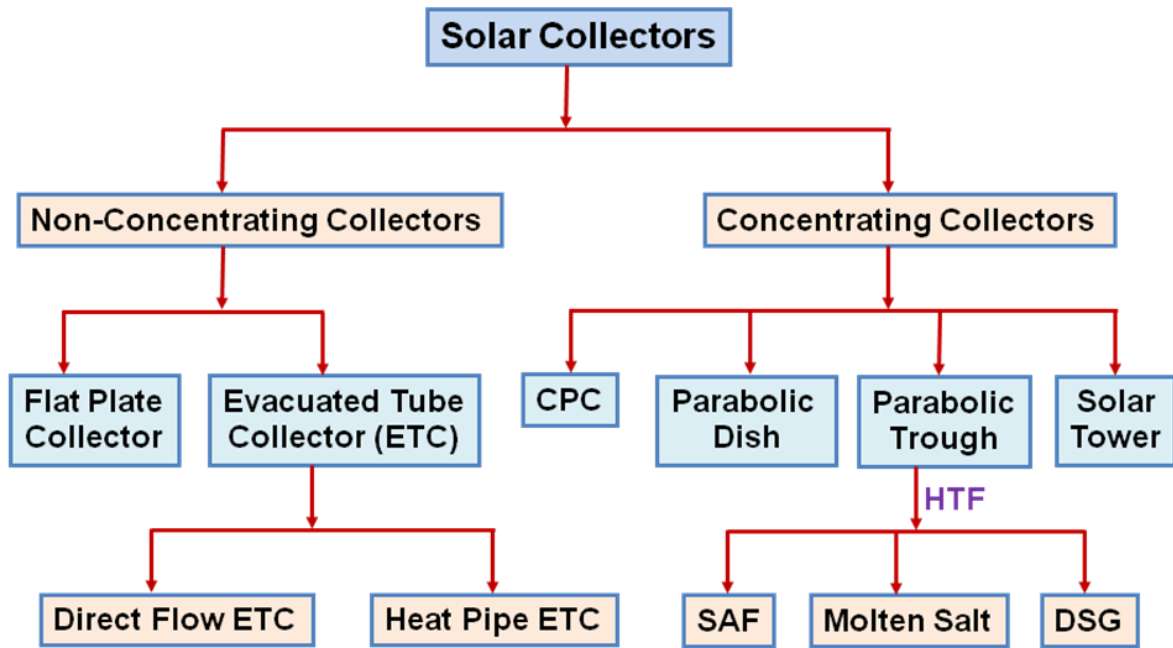 Solar Collectors
Non-Concentrating Collectors
Concentrating Collectors
Flat Plate
Collector
Evacuated Tube
Collector (ETC)
CPC
Parabolic
Dish
Parabolic
Trough
Solar
Tower
HTF
Direct Flow ETC
Heat Pipe ETC
SAF
Molten Salt
DSG